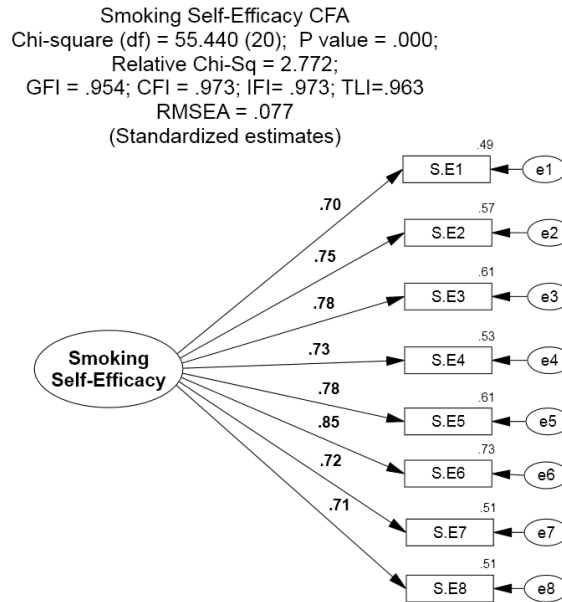 Smoking Self-Efficacy CFA
Chi-square (df) = 55.440 (20);  P value = .000;
Relative Chi-Sq = 2.772;
GFI = .954; CFI = .973; IFI= .973; TLI=.963
RMSEA = .077
(Standardized estimates)
.49
S.E1
e1
.70
.57
S.E2
e2
.75
.61
S.E3
e3
.78
.53
S.E4
e4
.73
Smoking
Self-Efficacy
.61
S.E5
e5
.78
.73
S.E6
e6
.85
.51
S.E7
e7
.72
.51
S.E8
e8
.71